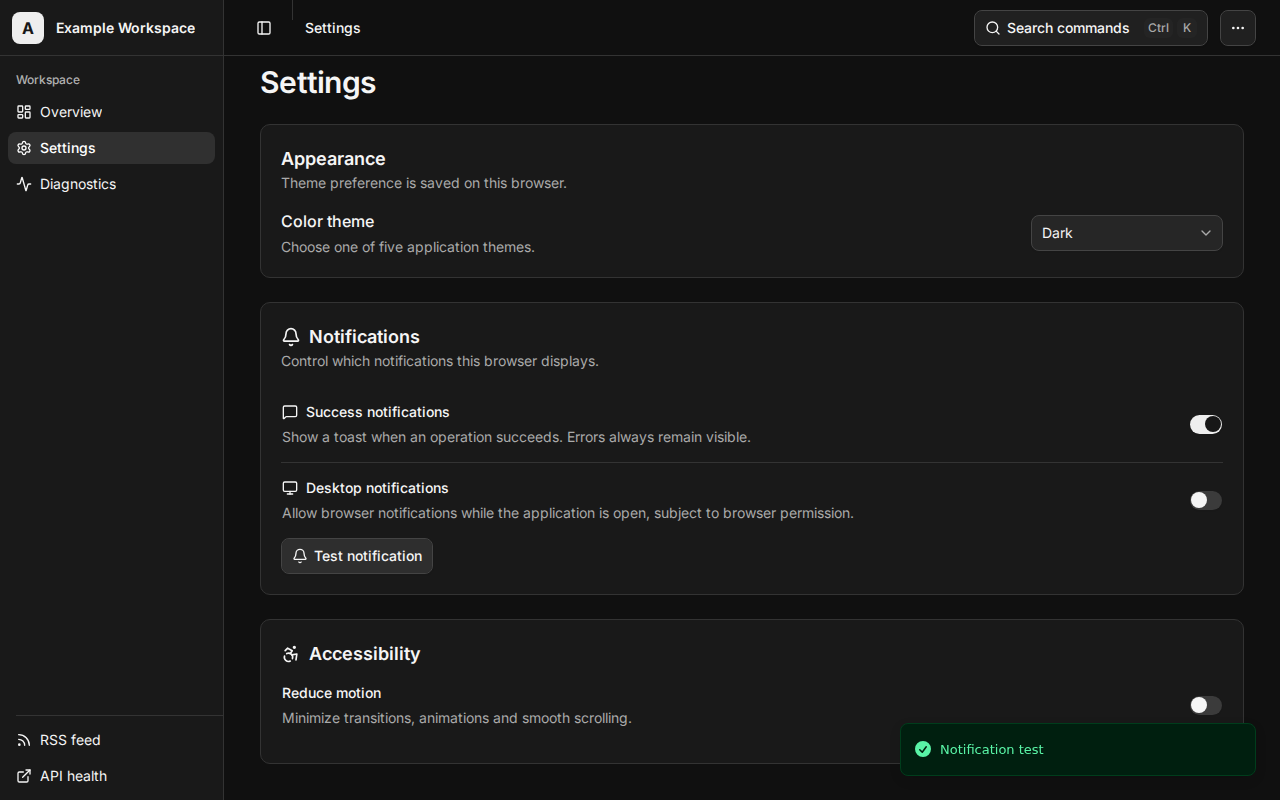 A
Example Workspace
Settings
Search commands
Ctrl
K
Workspace
Overview
Settings
Diagnostics
RSS feed
API health
Settings
Appearance
Theme preference is saved on this browser.
Color theme
Choose one of five application themes.
Dark
Notifications
Control which notifications this browser displays.
Success notifications
Show a toast when an operation succeeds. Errors always remain visible.
Desktop notifications
Allow browser notifications while the application is open, subject to browser permission.
Test notification
Accessibility
Reduce motion
Minimize transitions, animations and smooth scrolling.
Notification test